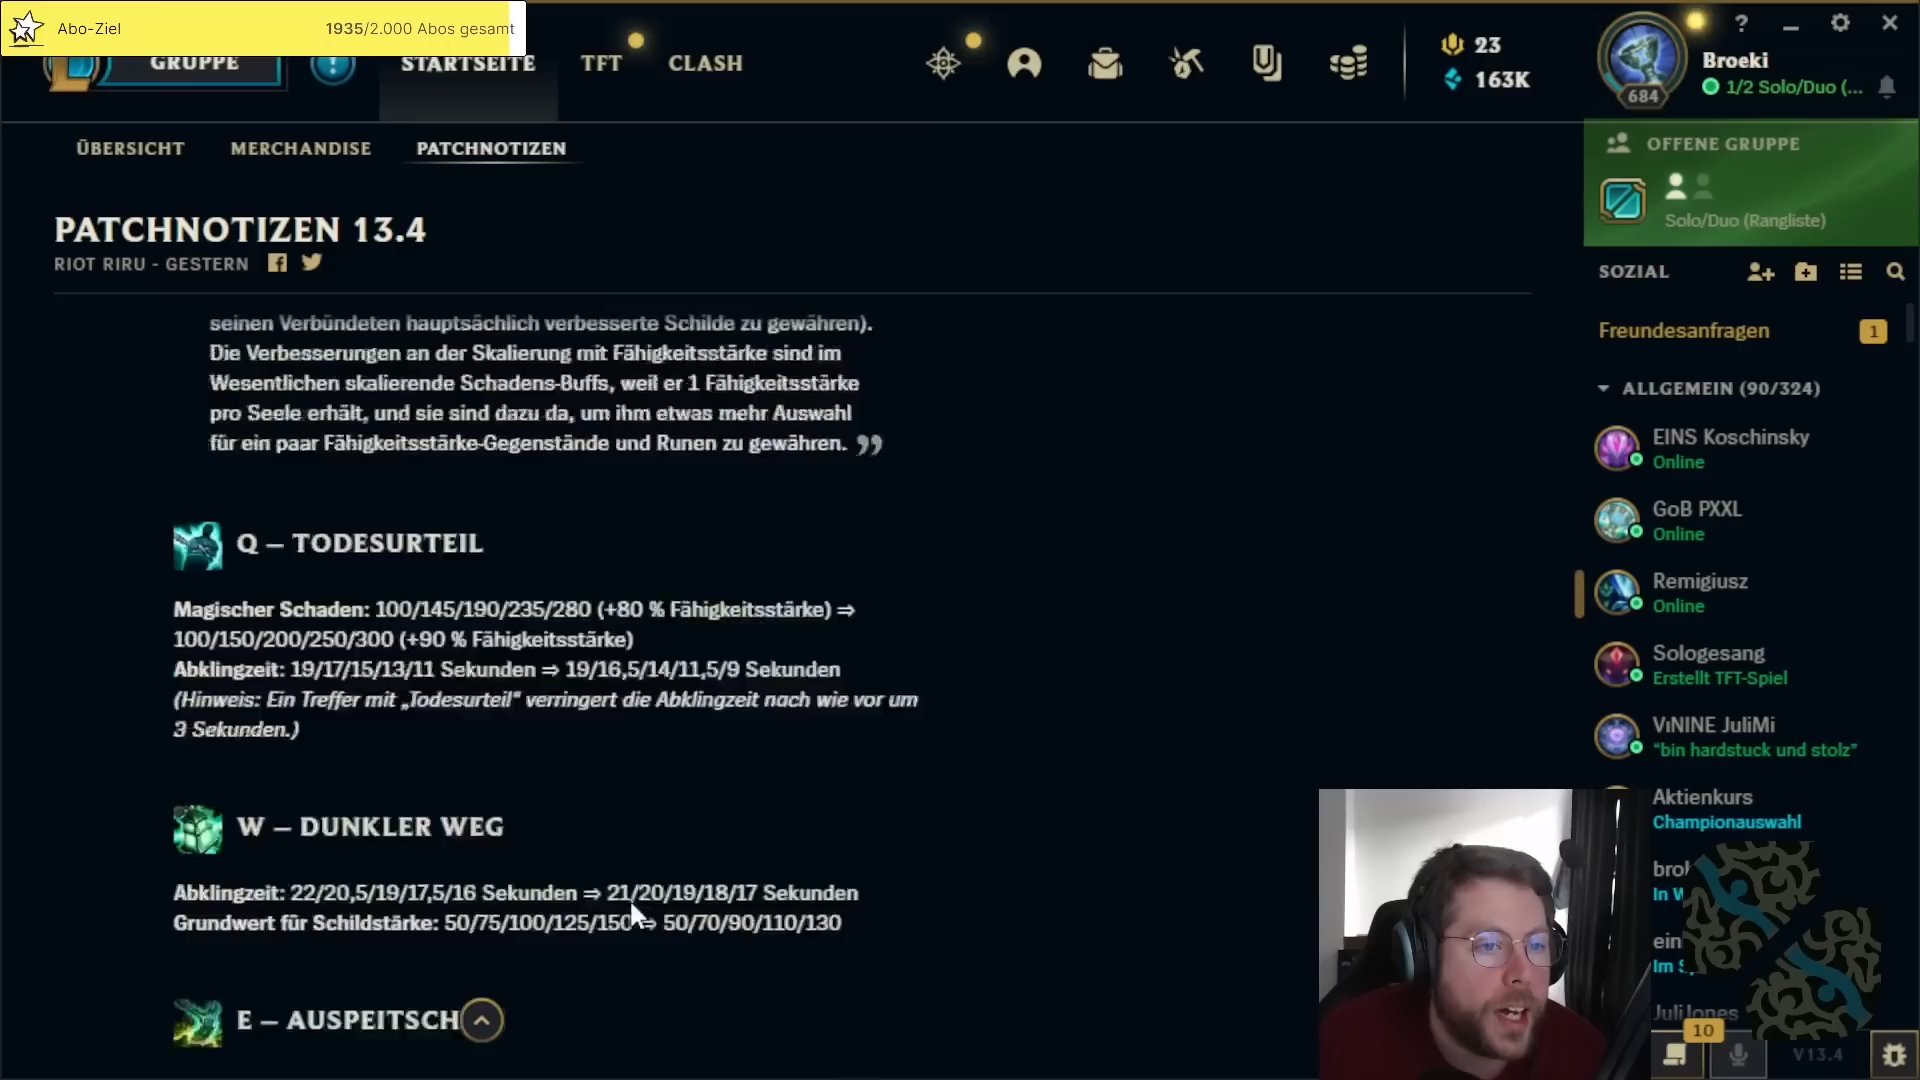 Abo-Ziel
1935/2.000 Abos gesamt
GRUPPE
STARTSEITE
TFT
CLASH
23
163K
684
?
Broeki
1/2 Solo/Duo (...
ÜBERSICHT
MERCHANDISE
PATCHNOTIZEN
OFFENE GRUPPE
Solo/Duo (Rangliste)
PATCHNOTIZEN 13.4
RIOT RIRU - GESTERN
seinen Verbündeten hauptsächlich verbesserte Schilde zu gewähren).
Die Verbesserungen an der Skalierung mit Fähigkeitsstärke sind im
Wesentlichen skalierende Schadens-Buffs, weil er 1 Fähigkeitsstärke
pro Seele erhält, und sie sind dazu da, um ihm etwas mehr Auswahl
für ein paar Fähigkeitsstärke-Gegenstände und Runen zu gewähren. ”
Q – TODESURTEIL
Magischer Schaden: 100/145/190/235/280 (+80 % Fähigkeitsstärke) ⇒
100/150/200/250/300 (+90 % Fähigkeitsstärke)
Abklingzeit: 19/17/15/13/11 Sekunden ⇒ 19/16,5/14/11,5/9 Sekunden
(Hinweis: Ein Treffer mit „Todesurteil“ verringert die Abklingzeit nach wie vor um
3 Sekunden.)
W – DUNKLER WEG
Abklingzeit: 22/20,5/19/17,5/16 Sekunden ⇒ 21/20/19/18/17 Sekunden
Grundwert für Schildstärke: 50/75/100/125/150 ⇒ 50/70/90/110/130
E – AUSPEITSCH
SOZIAL
Freundesanfragen
1
ALLGEMEIN (90/324)
EINS Koschinsky
Online
GoB PXXL
Online
Remigiusz
Online
Sologesang
Erstellt TFT-Spiel
VıNINE JuliMi
"bin hardstuck und stolz"
Aktienkurs
Championauswahl
In W
ein
Im S
JuliJones
10
V13.4